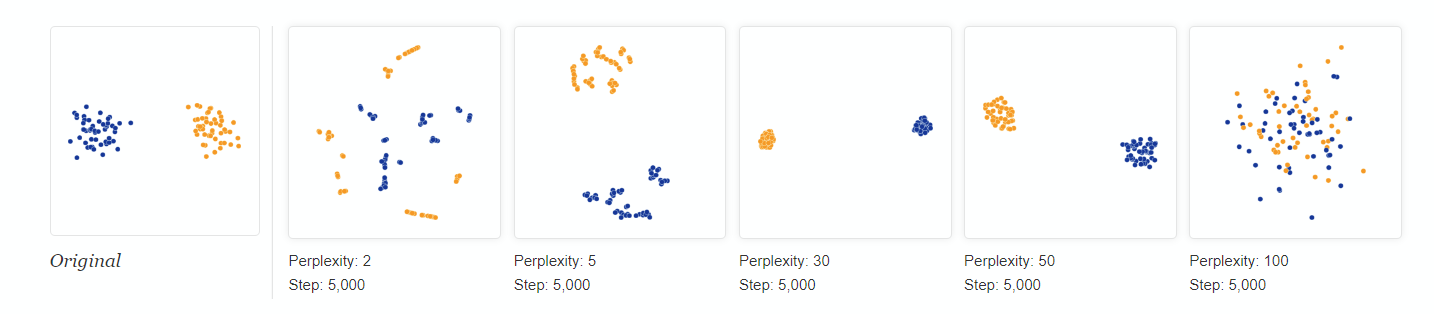 Original
Perplexity: 2
Step: 5,000
Perplexity: 5
Step: 5,000
Perplexity: 30
Step: 5,000
Perplexity: 50
Step: 5,000
Perplexity: 100
Step: 5,000